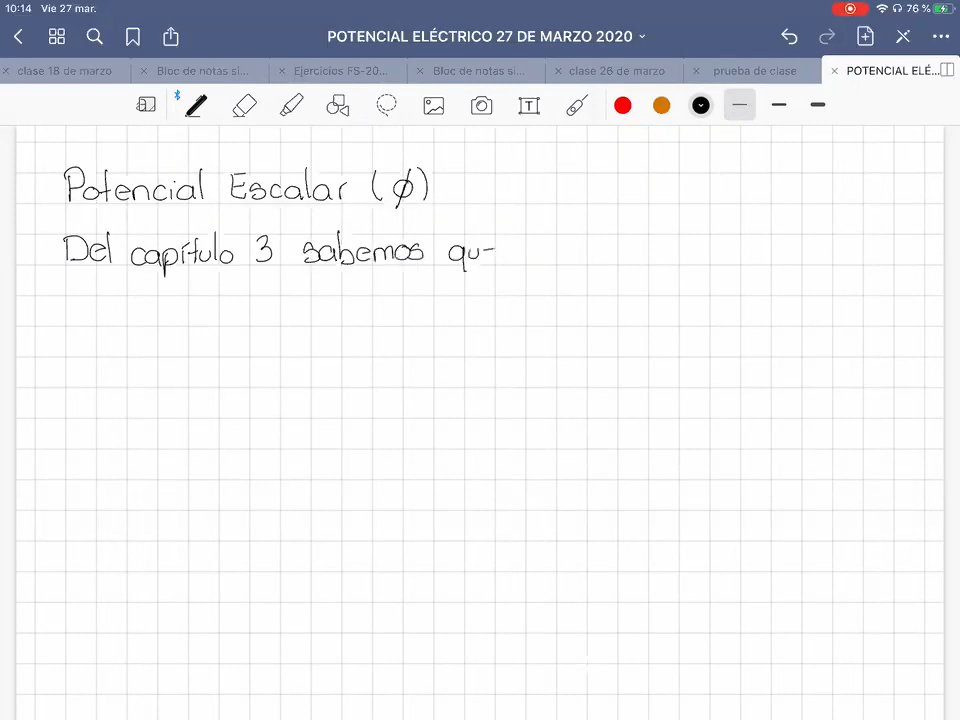 10:14 Vie 27 mar. 76 %
POTENCIAL ELÉCTRICO 27 DE MARZO 2020
clase 18 de marzo Bloc de notas si... Ejercicios FS-20... Bloc de notas si... clase 26 de marzo prueba de clase POTENCIAL ELÉ...
T
Potencial Escalar (φ)
Del capítulo 3 sabemos qu-